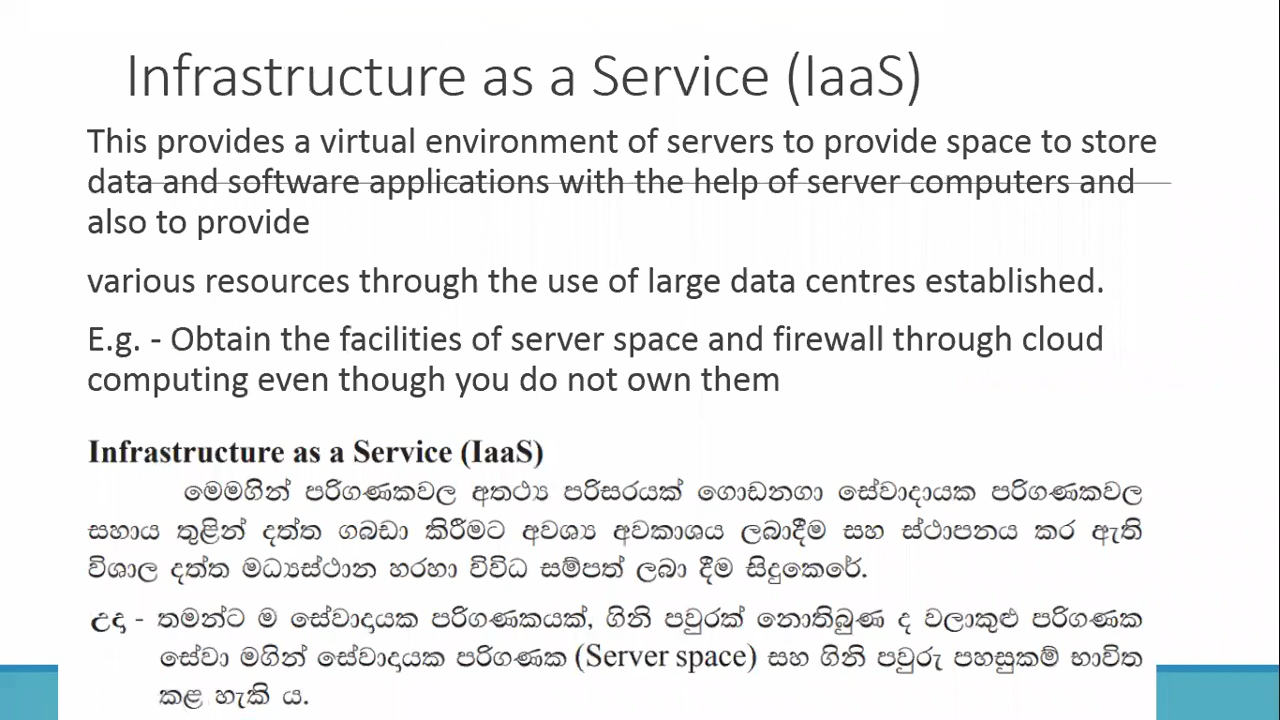 Infrastructure as a Service (IaaS)
This provides a virtual environment of servers to provide space to store
data and software applications with the help of server computers and
also to provide
various resources through the use of large data centres established.
E.g. - Obtain the facilities of server space and firewall through cloud
computing even though you do not own them
Infrastructure as a Service (IaaS)
මෙමගින් පරිගණකවල අතථ්‍ය පරිසරයක් ගොඩනගා සේවාදායක පරිගණකවල
සහාය තුළින් දත්ත ගබඩා කිරීමට අවශ්‍ය අවකාශය ලබාදීම සහ ස්ථාපනය කර ඇති
විශාල දත්ත මධ්‍යස්ථාන හරහා විවිධ සම්පත් ලබා දීම සිදුකෙරේ.
උදා - තමන්ට ම සේවාදායක පරිගණකයක්, ගිනි පවුරක් නොතිබුණ ද වලාකුළු පරිගණක
සේවා මගින් සේවාදායක පරිගණක (Server space) සහ ගිනි පවුරු පහසුකම් භාවිත
කළ හැකි ය.